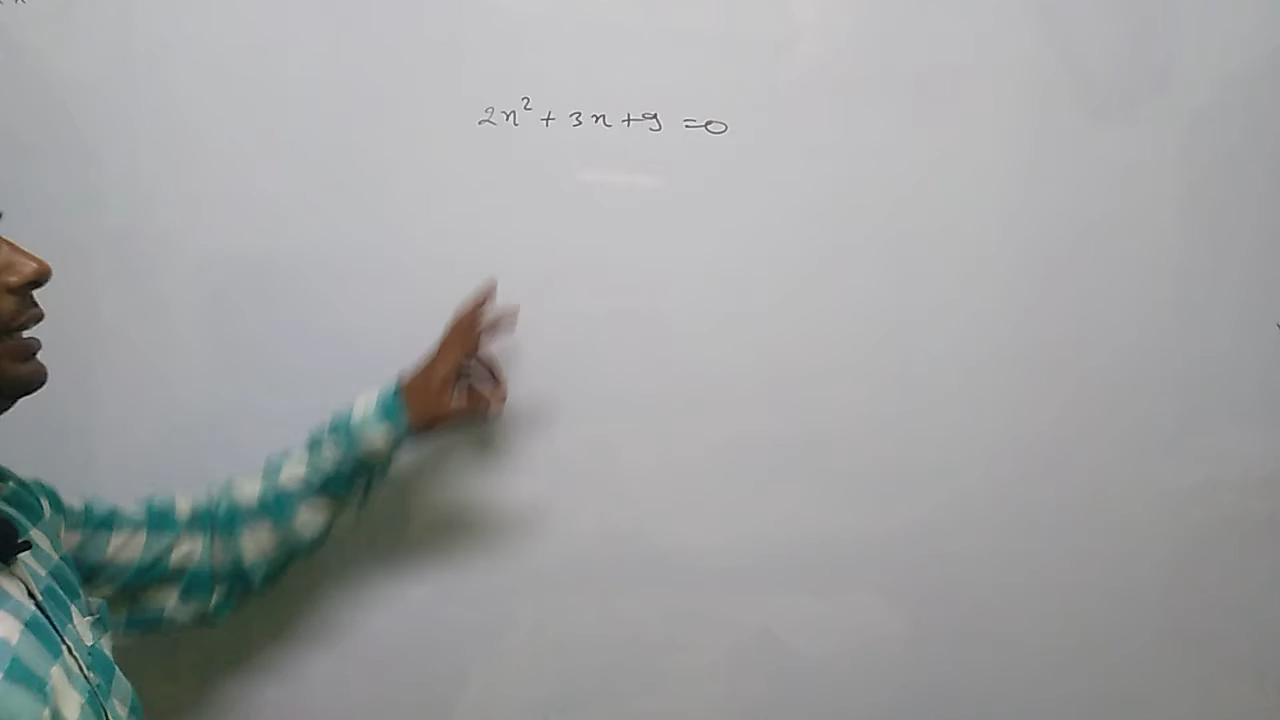 2x² + 3x + 9 = 0